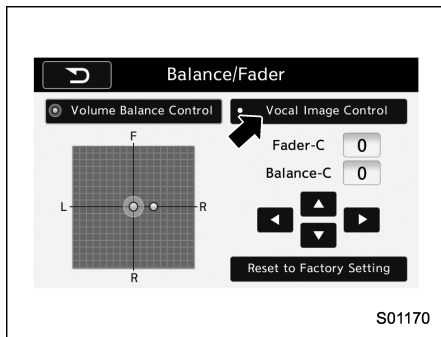 Balance/Fader
Volume Balance Control
Vocal Image Control
F
L
R
R
Fader-C 0
Balance-C 0
Reset to Factory Setting
S01170